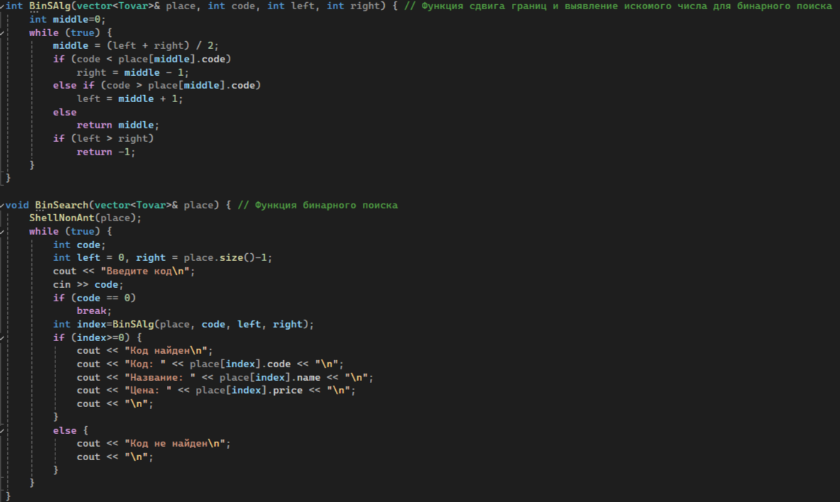 int BinSAlg(vector<Tovar>& place, int code, int left, int right) { // Функция сдвига границ и выявление искомого числа для бинарного поиска
    int middle=0;
    while (true) {
        middle = (left + right) / 2;
        if (code < place[middle].code)
            right = middle - 1;
        else if (code > place[middle].code)
            left = middle + 1;
        else
            return middle;
        if (left > right)
            return -1;
    }
}
void BinSearch(vector<Tovar>& place) { // Функция бинарного поиска
    ShellNonAnt(place);
    while (true) {
        int code;
        int left = 0, right = place.size()-1;
        cout << "Введите код\n";
        cin >> code;
        if (code == 0)
            break;
        int index=BinSAlg(place, code, left, right);
        if (index>=0) {
            cout << "Код найден\n";
            cout << "Код: " << place[index].code << "\n";
            cout << "Название: " << place[index].name << "\n";
            cout << "Цена: " << place[index].price << "\n";
            cout << "\n";
        }
        else {
            cout << "Код не найден\n";
            cout << "\n";
        }
    }
}